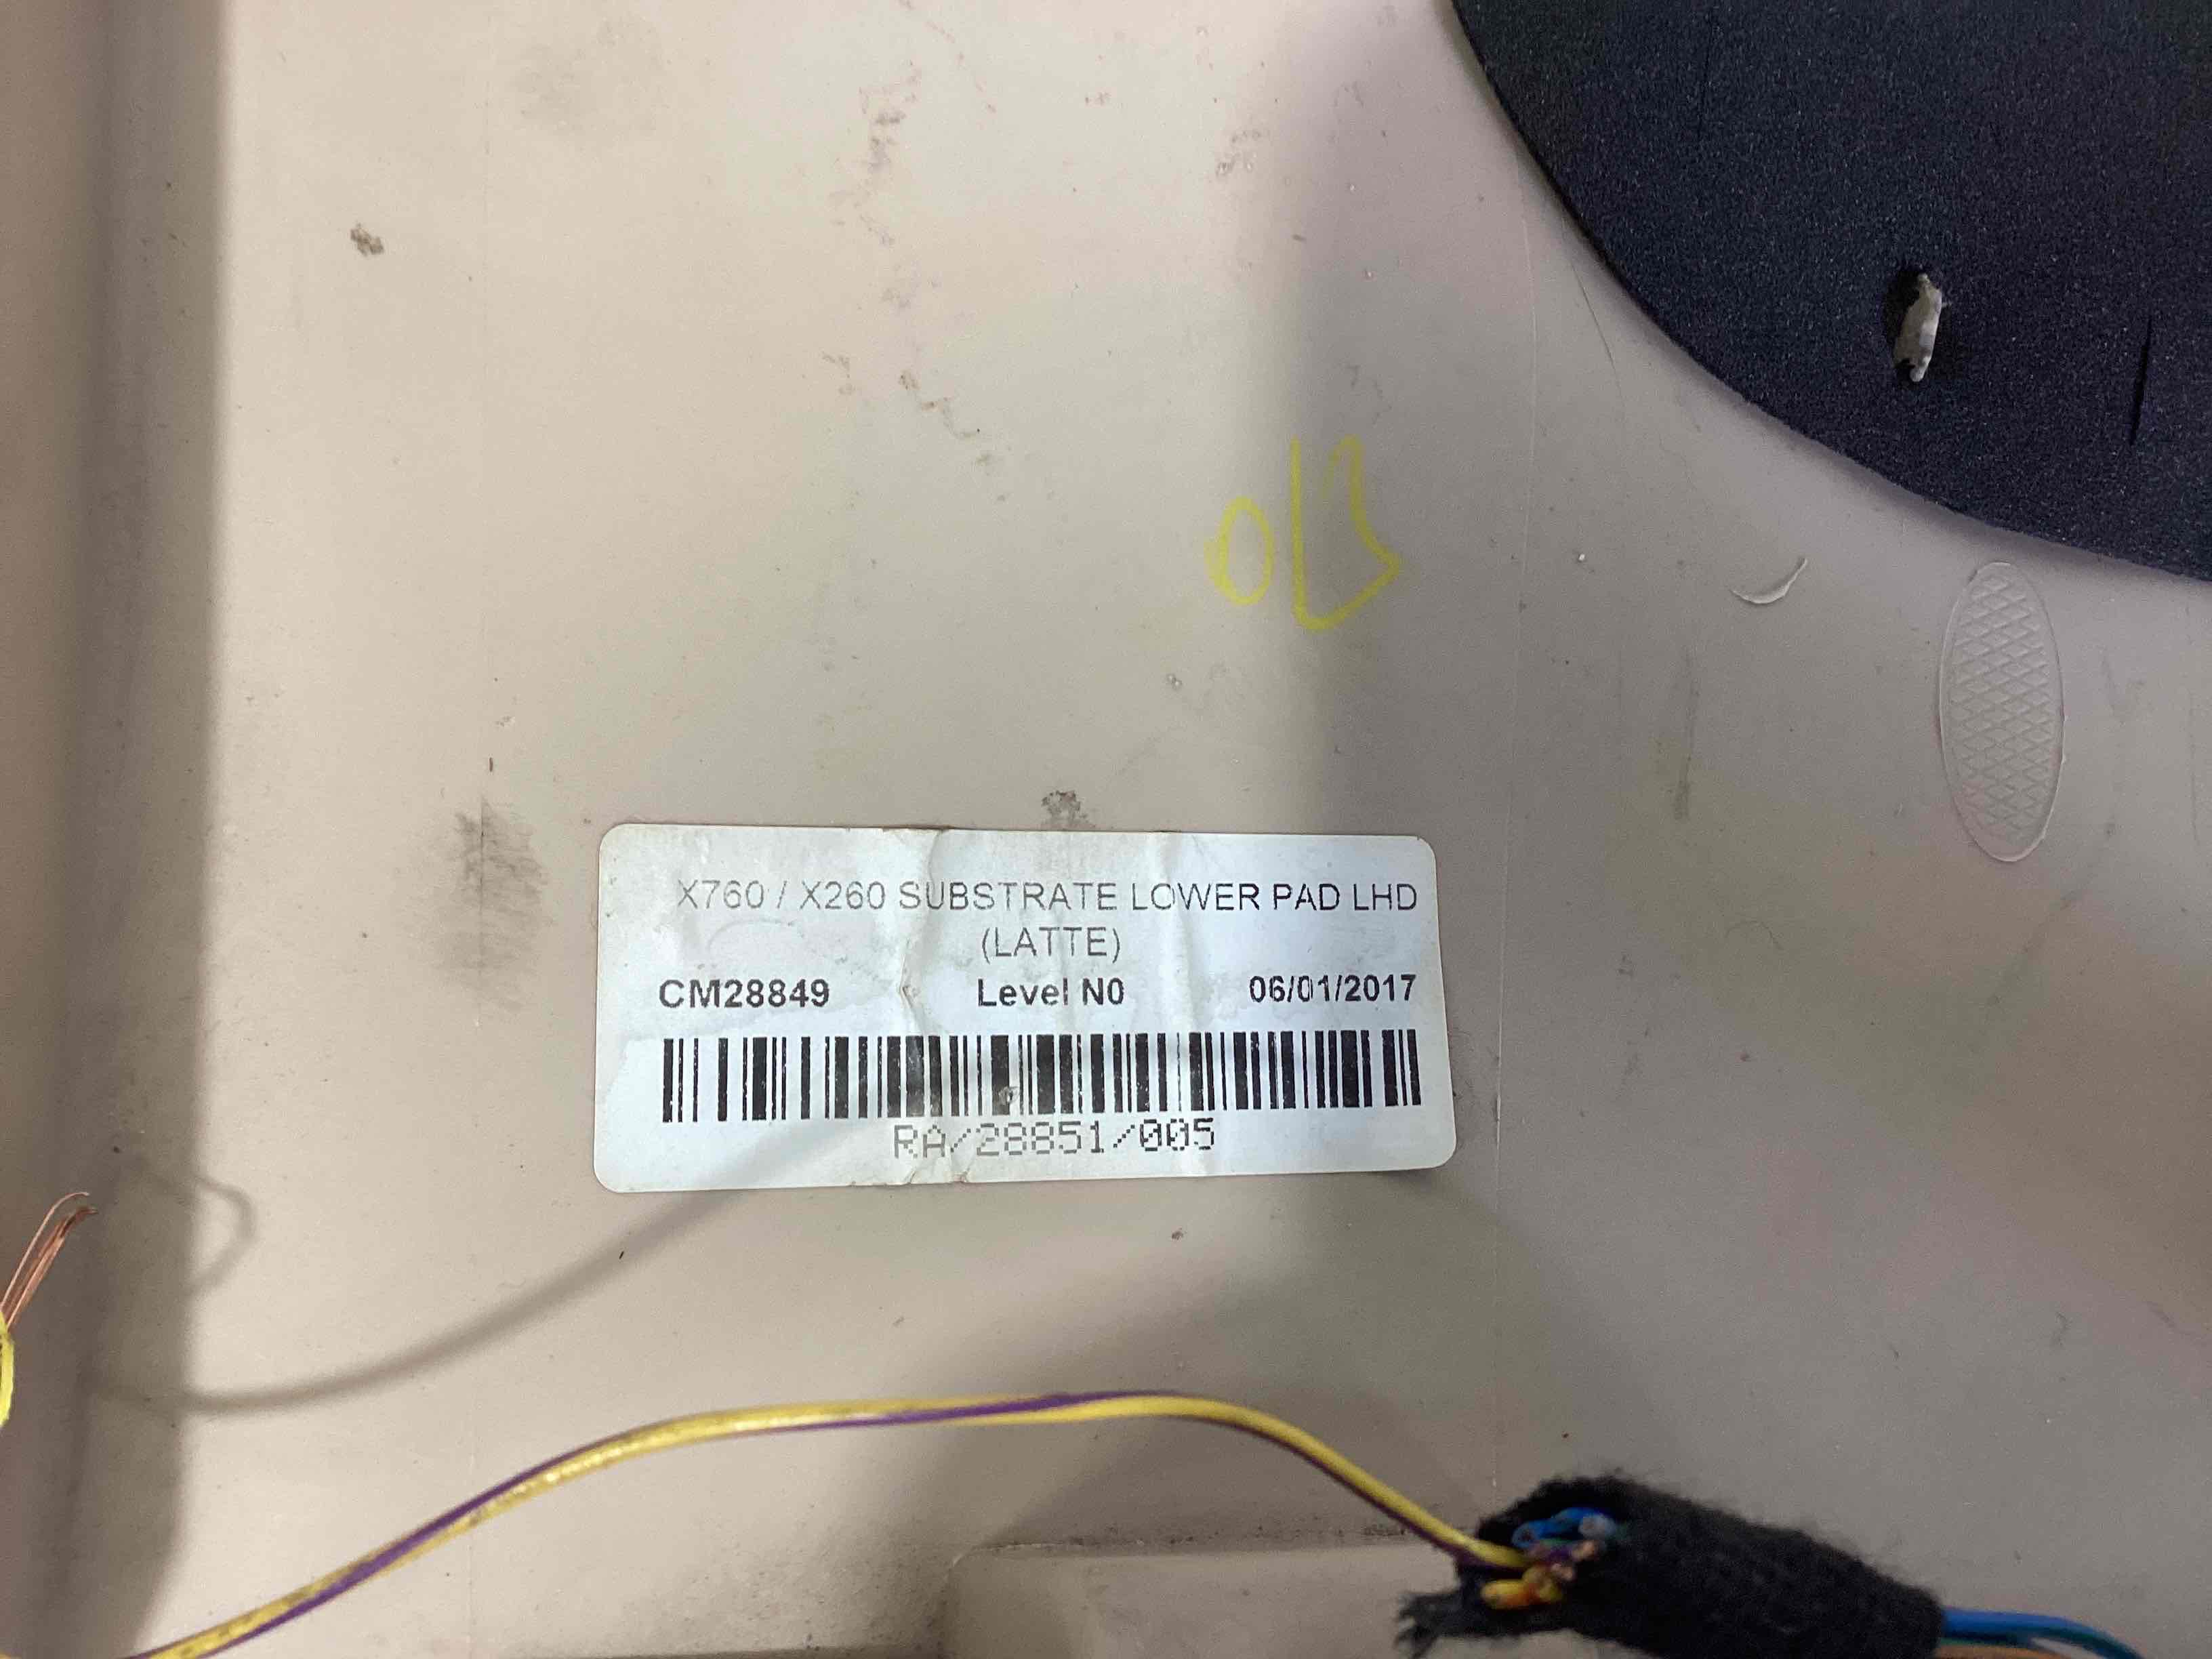 X760 / X260 SUBSTRATE LOWER PAD LHD
(LATTE)
CM28849 Level N0 06/01/2017
RA/28851/005